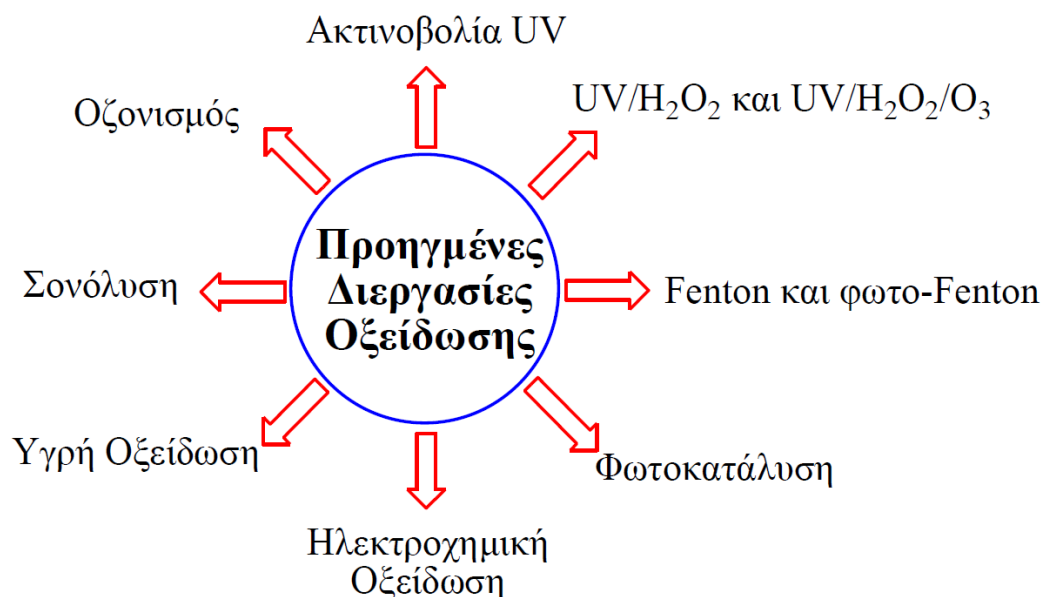 Ακτινοβολία UV
UV/H₂O₂ και UV/H₂O₂/O₃
Οζονισμός
Προηγμένες
Διεργασίες
Οξείδωσης
Σονόλυση
Fenton και φωτο-Fenton
Υγρή Οξείδωση
Φωτοκατάλυση
Ηλεκτροχημική
Οξείδωση